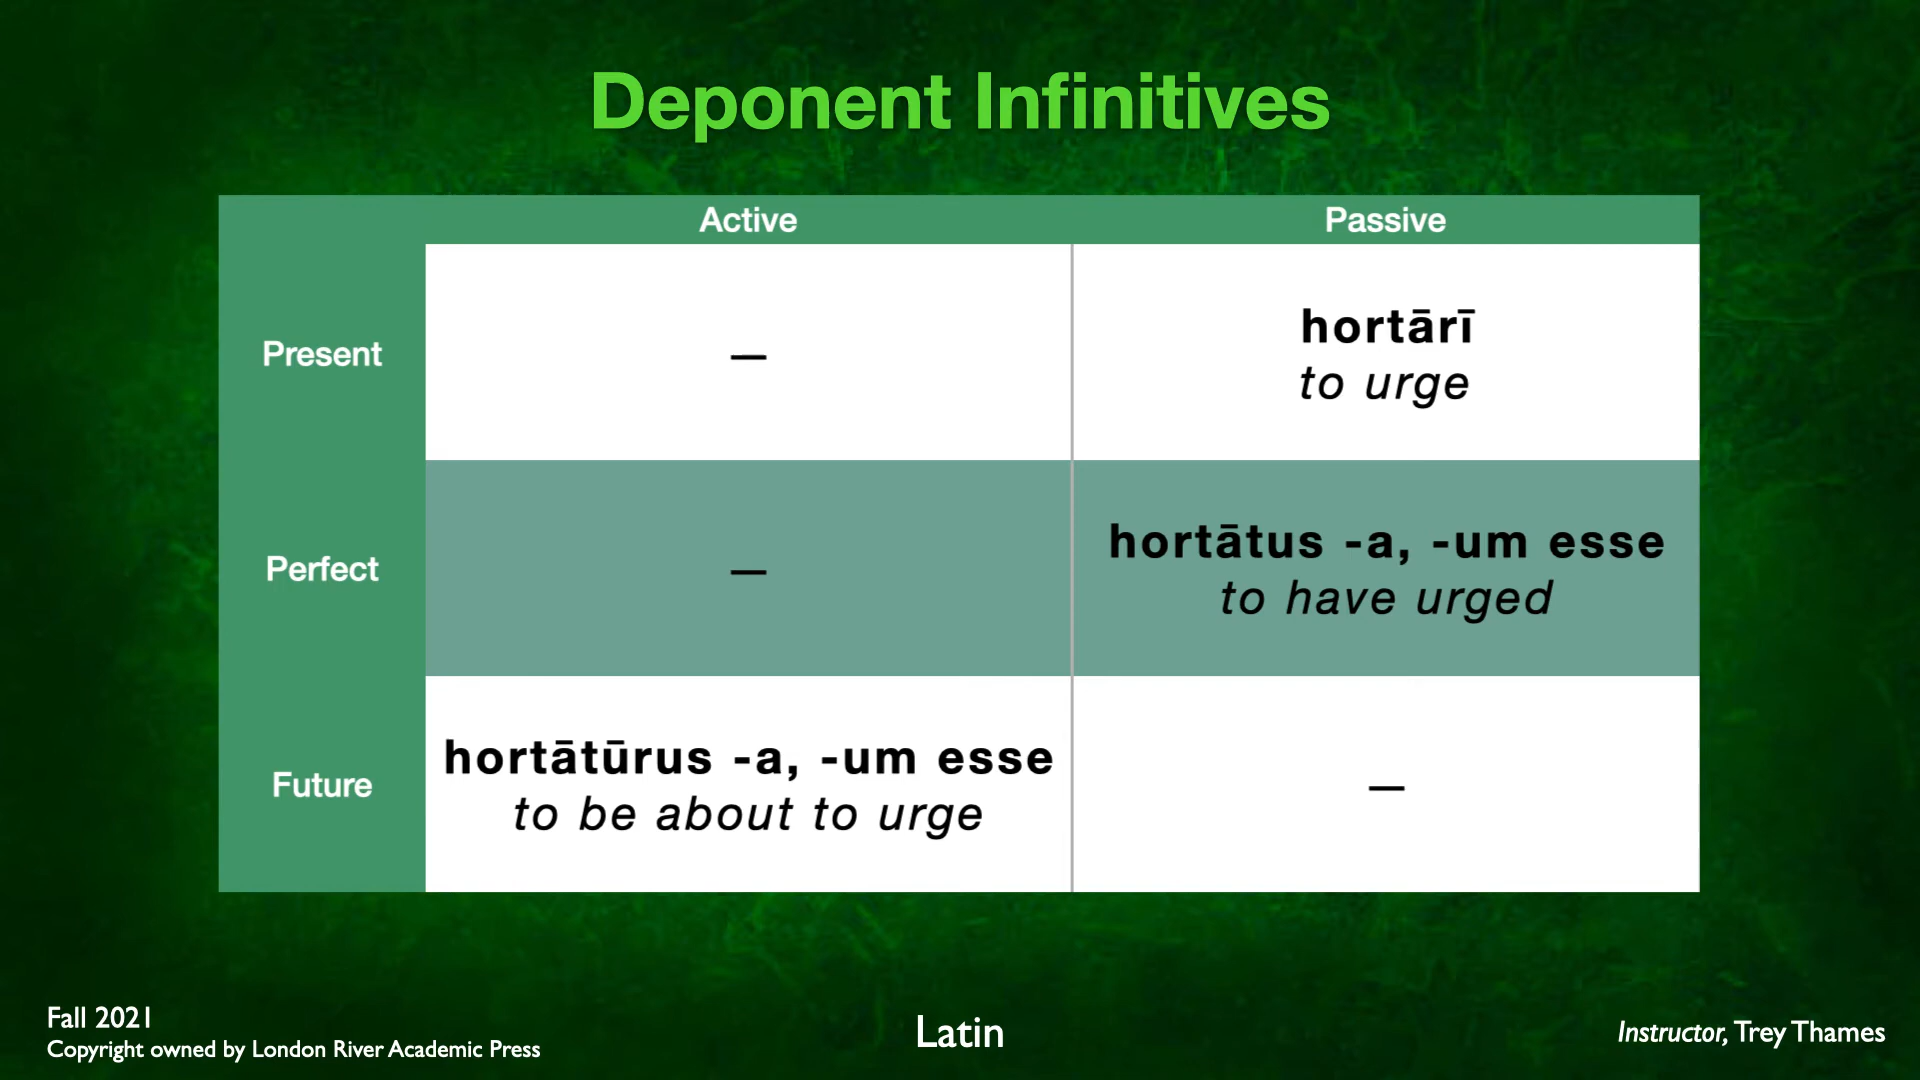 Deponent Infinitives
Active Passive
Present — hortārī
to urge
Perfect — hortātus -a, -um esse
to have urged
Future hortātūrus -a, -um esse —
to be about to urge
Fall 2021
Copyright owned by London River Academic Press
Latin
Instructor, Trey Thames